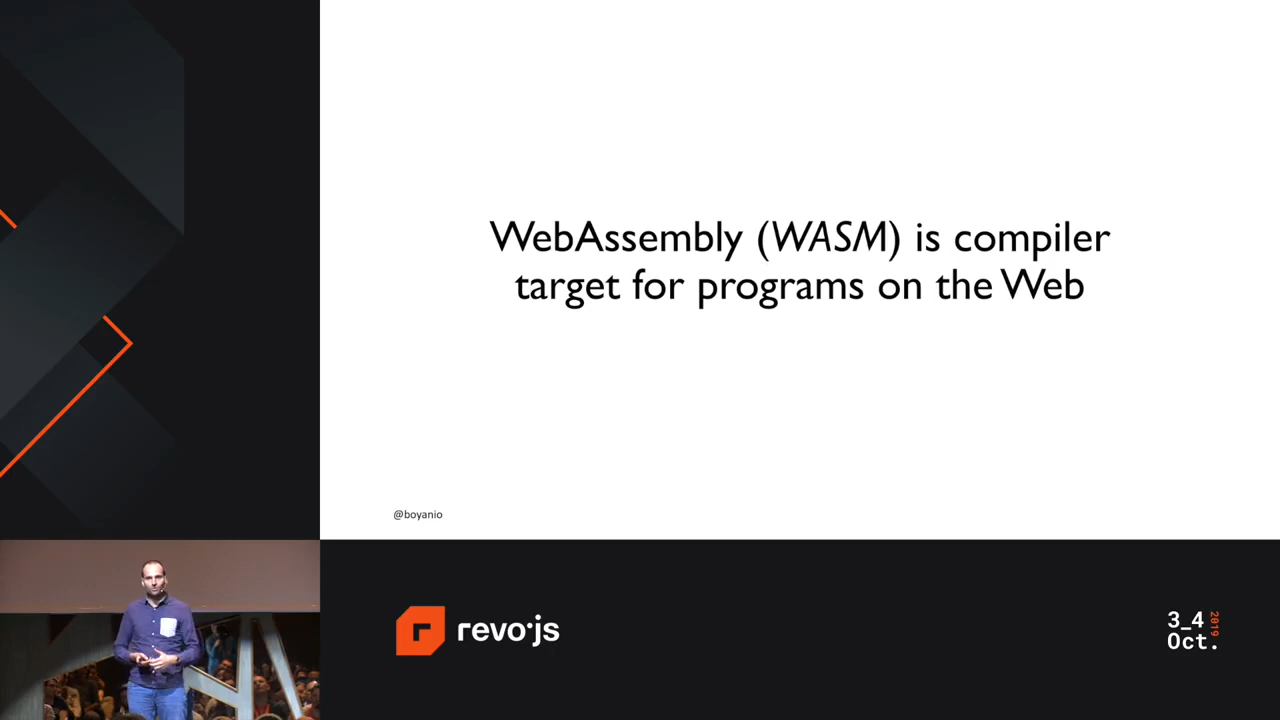 WebAssembly (WASM) is compiler
target for programs on the Web
@boyanio
revo.js
3_4
Oct.
2019